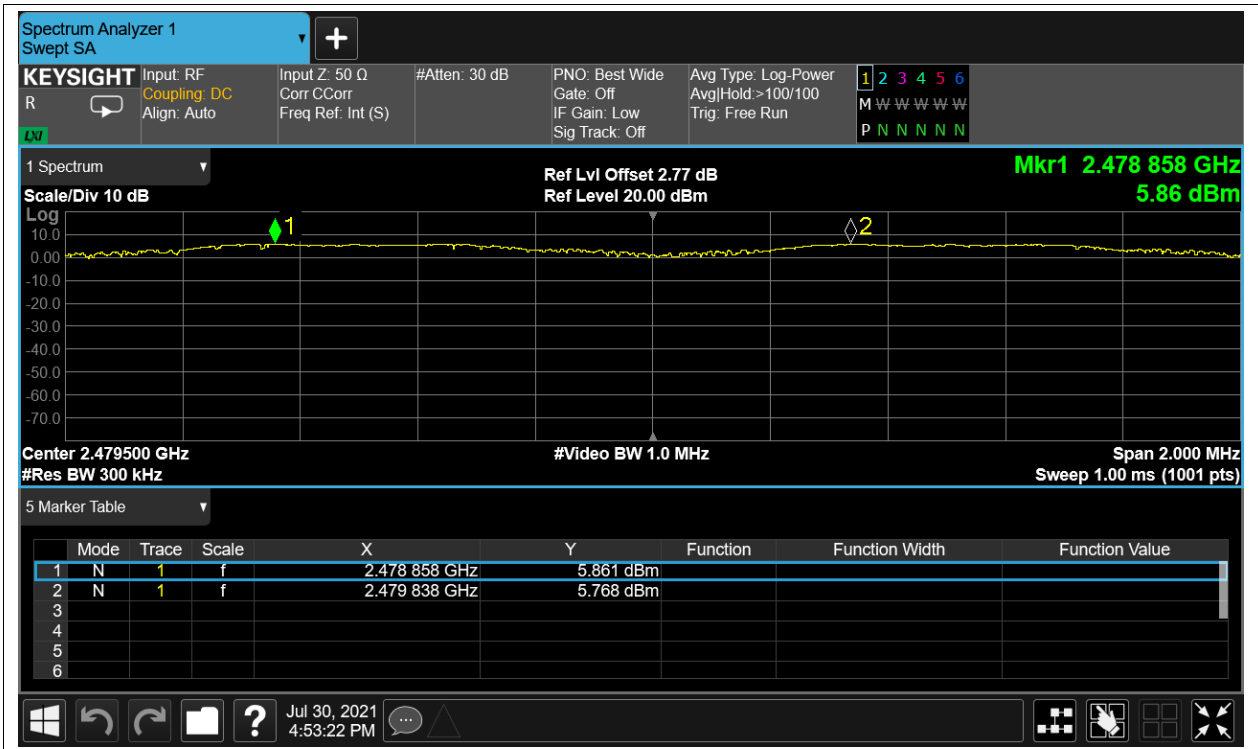 Spectrum Analyzer 1
Swept SA
+
KEYSIGHT Input: RF Input Z: 50 Ω #Atten: 30 dB PNO: Best Wide Avg Type: Log-Power 1 2 3 4 5 6
R Coupling: DC Corr CCorr Gate: Off Avg|Hold:>100/100 M W W W W W W
Align: Auto Freq Ref: Int (S) IF Gain: Low Trig: Free Run
LXI Sig Track: Off P N N N N N
1 Spectrum Ref Lvl Offset 2.77 dB Mkr1 2.478 858 GHz
Scale/Div 10 dB Ref Level 20.00 dBm 5.86 dBm
Log
1 2
10.0
0.00
-10.0
-20.0
-30.0
-40.0
-50.0
-60.0
-70.0
Center 2.479500 GHz #Video BW 1.0 MHz Span 2.000 MHz
#Res BW 300 kHz Sweep 1.00 ms (1001 pts)
5 Marker Table
Mode Trace Scale X Y Function Function Width Function Value
1 N 1 f 2.478 858 GHz 5.861 dBm
2 N 1 f 2.479 838 GHz 5.768 dBm
3
4
5
6
? Jul 30, 2021
4:53:22 PM